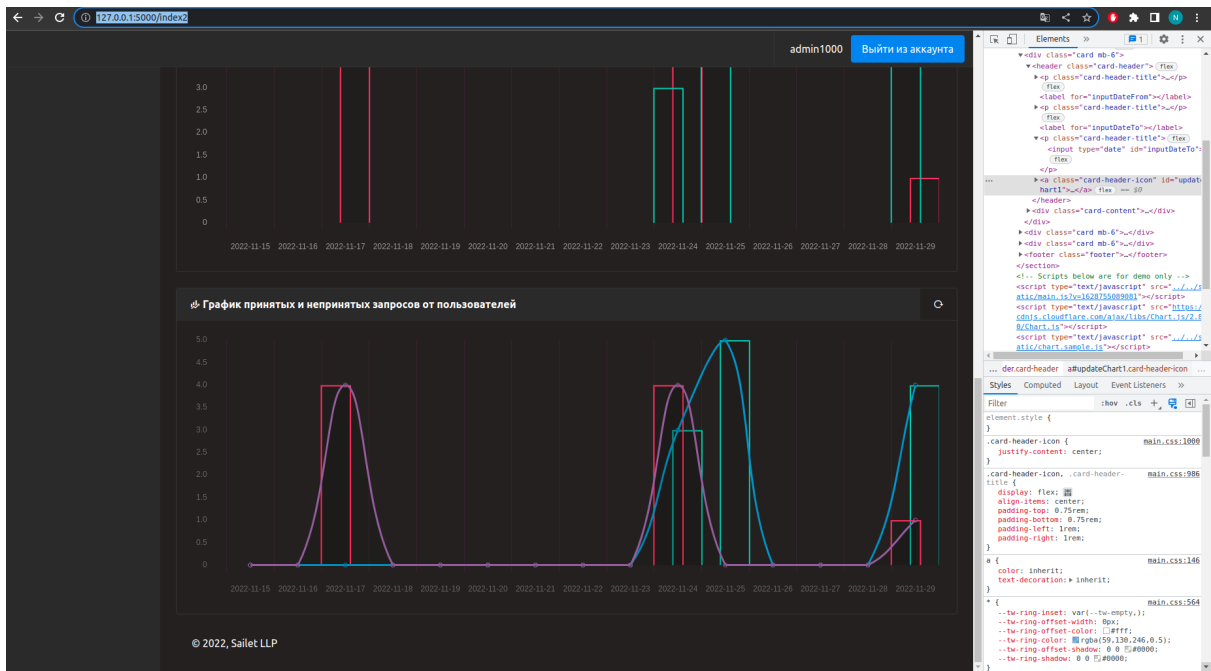 127.0.0.1:5000/index2
N
admin1000
Выйти из аккаунта
3.0
2.5
2.0
1.5
1.0
0.5
0
2022-11-15 2022-11-16 2022-11-17 2022-11-18 2022-11-19 2022-11-20 2022-11-21 2022-11-22 2022-11-23 2022-11-24 2022-11-25 2022-11-26 2022-11-27 2022-11-28 2022-11-29
График принятых и непринятых запросов от пользователей
5.0
4.5
4.0
3.5
3.0
2.5
2.0
1.5
1.0
0.5
0
2022-11-15 2022-11-16 2022-11-17 2022-11-18 2022-11-19 2022-11-20 2022-11-21 2022-11-22 2022-11-23 2022-11-24 2022-11-25 2022-11-26 2022-11-27 2022-11-28 2022-11-29
© 2022, Sailet LLP
Elements » 1
<div class="card mb-6">
<header class="card-header"> flex
<p class="card-header-title">…</p>
flex
<label for="inputDateFrom"></label>
<p class="card-header-title">…</p>
flex
<label for="inputDateTo"></label>
<p class="card-header-title"> flex
<input type="date" id="inputDateTo">
flex
</p>
<a class="card-header-icon" id="updat
hart1">…</a> flex == $0
</header>
<div class="card-content">…</div>
</div>
<div class="card mb-6">…</div>
<div class="card mb-6">…</div>
<footer class="footer">…</footer>
</section>
<!-- Scripts below are for demo only -->
<script type="text/javascript" src="../../s
atic/main.js?v=1628755089081"></script>
<script type="text/javascript" src="https:/
cdnjs.cloudflare.com/ajax/libs/Chart.js/2.8
0/Chart.js"></script>
<script type="text/javascript" src="../../s
atic/chart.sample.js"></script>
... der.card-header a#updateChart1.card-header-icon ...
Styles Computed Layout Event Listeners »
Filter :hov .cls +
element.style {
}
.card-header-icon { main.css:1000
justify-content: center;
}
.card-header-icon, .card-header- main.css:986
title {
display: flex;
align-items: center;
padding-top: 0.75rem;
padding-bottom: 0.75rem;
padding-left: 1rem;
padding-right: 1rem;
}
a { main.css:146
color: inherit;
text-decoration: inherit;
}
* { main.css:564
--tw-ring-inset: var(--tw-empty,);
--tw-ring-offset-width: 0px;
--tw-ring-offset-color: #fff;
--tw-ring-color: rgba(59,130,246,0.5);
--tw-ring-offset-shadow: 0 0 #0000;
--tw-ring-shadow: 0 0 #0000;
}